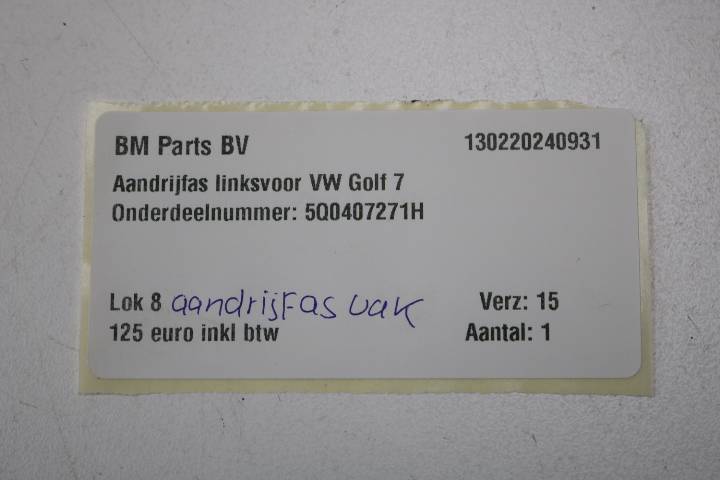 BM Parts BV 130220240931
Aandrijfas linksvoor VW Golf 7
Onderdeelnummer: 5Q0407271H
Lok 8 aandrijfas vak Verz: 15
125 euro inkl btw Aantal: 1